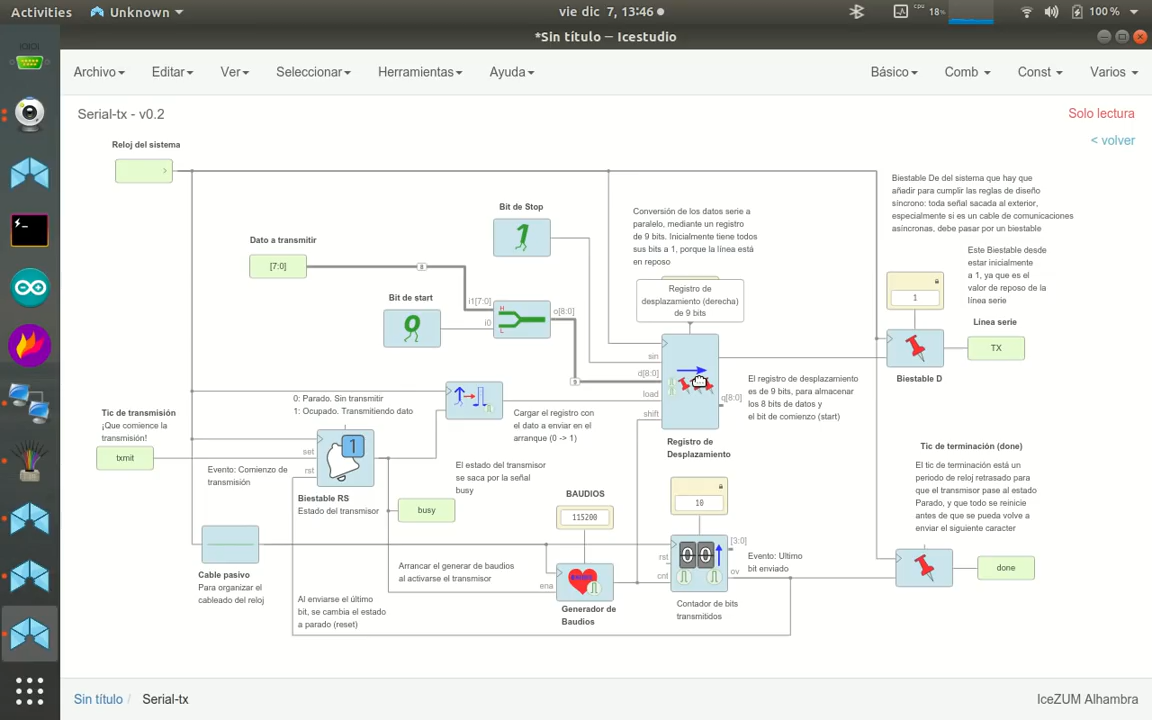 Activities
Unknown
vie dic 7, 13:46
cpu
18%
100 %
*Sin título – Icestudio
Archivo
Editar
Ver
Seleccionar
Herramientas
Ayuda
Básico
Comb
Const
Varios
Serial-tx - v0.2
Solo lectura
< volver
Reloj del sistema
Dato a transmitir
[7:0]
Bit de Stop
1
Bit de start
0
i1[7:0]
i0
o[8:0]
H
L
8
9
Conversión de los datos serie a
paralelo, mediante un registro
de 9 bits. Inicialmente tiene todos
sus bits a 1, porque la línea está
en reposo
Registro de
desplazamiento (derecha)
de 9 bits
sin
d[8:0]
load
shift
q[8:0]
Registro de
Desplazamiento
El registro de desplazamiento
es de 9 bits, para almacenar
los 8 bits de datos y
el bit de comienzo (start)
Biestable De del sistema que hay que
añadir para cumplir las reglas de diseño
síncrono: toda señal sacada al exterior,
especialmente si es un cable de comunicaciones
asíncronas, debe pasar por un biestable
Este Biestable desde
estar inicialmente
a 1, ya que es el
valor de reposo de la
línea serie
1
Linea serie
TX
Biestable D
Tic de transmisión
¡Que comience la
transmisión!
txmit
0: Parado. Sin transmitir
1: Ocupado. Transmitiendo dato
Evento: Comienzo de
transmisión
set
rst
1
Biestable RS
Estado del transmisor
Cargar el registro con
el dato a enviar en el
arranque (0 -> 1)
El estado del transmisor
se saca por la señal
busy
busy
BAUDIOS
115200
10
Cable pasivo
Para organizar el
cableado del reloj
Arrancar el generar de baudios
al activarse el transmisor
ena
BAUDIOS
Generador de
Baudios
rst
cnt
00
[3:0]
ov
Contador de bits
transmitidos
Evento: Ultimo
bit enviado
Al enviarse el último
bit, se cambia el estado
a parado (reset)
Tic de terminación (done)
El tic de terminación está un
periodo de reloj retrasado para
que el transmisor pase al estado
Parado, y que todo se reinicie
antes de que se pueda volve a
enviar el siguiente caracter
done
Sin título / Serial-tx
IceZUM Alhambra